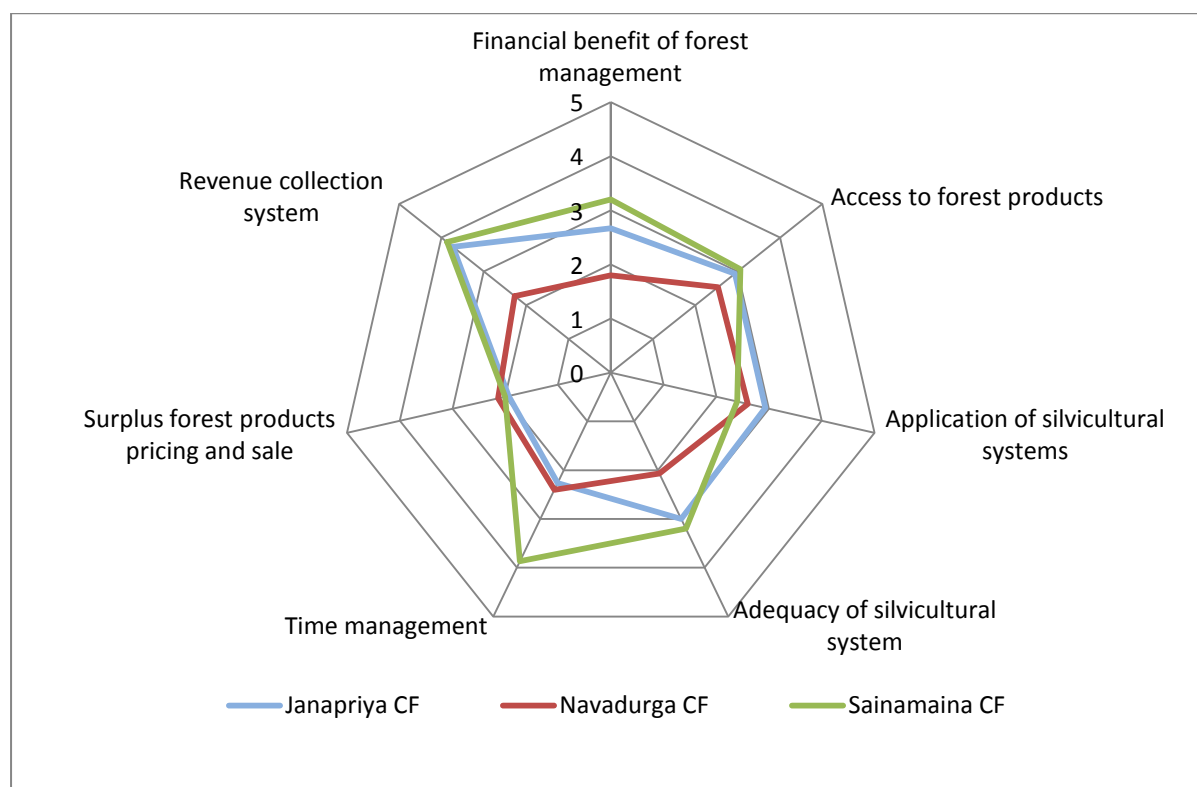 Financial benefit of forest
management
5
4
3
2
1
0
Revenue collection
system
Access to forest products
Surplus forest products
pricing and sale
Application of silvicultural
systems
Time management
Adequacy of silvicultural
system
Janapriya CF
Navadurga CF
Sainamaina CF